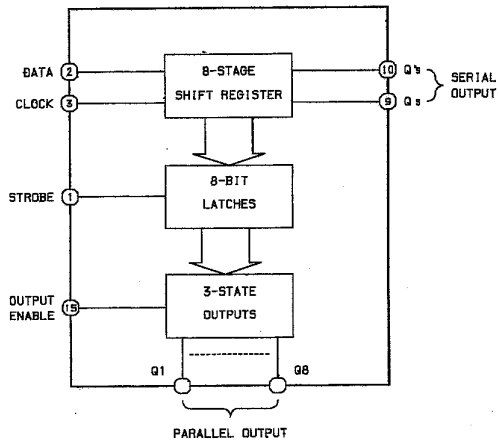 DATA 2
8-STAGE
SHIFT REGISTER
10 Q's
SERIAL
OUTPUT
CLOCK 3
9 Qs
STROBE 1
8-BIT
LATCHES
OUTPUT
ENABLE
15
3-STATE
OUTPUTS
Q1
Q8
PARALLEL OUTPUT